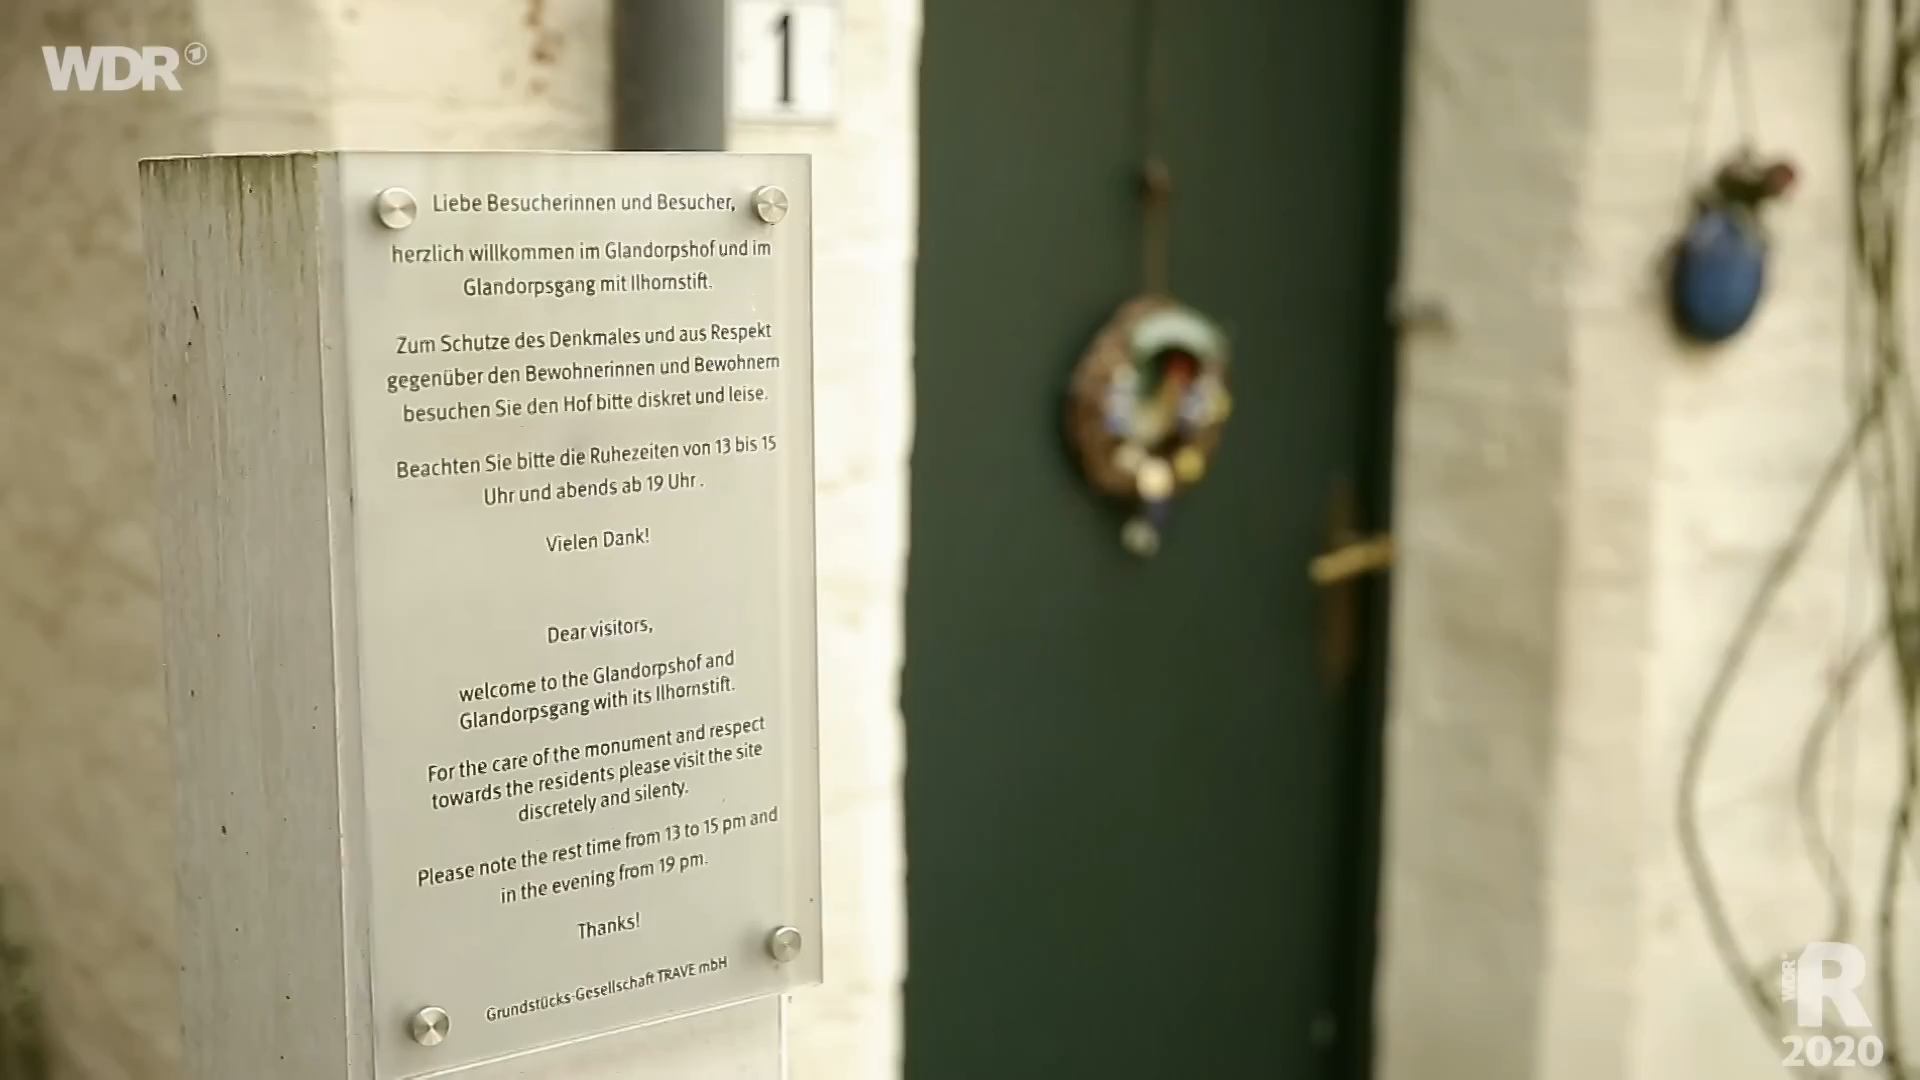 WDR 1
1
Liebe Besucherinnen und Besucher,
herzlich willkommen im Glandorpshof und im
Glandorpsgang mit Ilhornstift.
Zum Schutze des Denkmales und aus Respekt
gegenüber den Bewohnerinnen und Bewohnern
besuchen Sie den Hof bitte diskret und leise.
Beachten Sie bitte die Ruhezeiten von 13 bis 15
Uhr und abends ab 19 Uhr .
Vielen Dank!
Dear visitors,
welcome to the Glandorpshof and
Glandorpsgang with its Ilhornstift.
For the care of the monument and respect
towards the residents please visit the site
discretely and silenty.
Please note the rest time from 13 to 15 pm and
in the evening from 19 pm.
Thanks!
Grundstücks-Gesellschaft TRAVE mbH
WDR R
2020